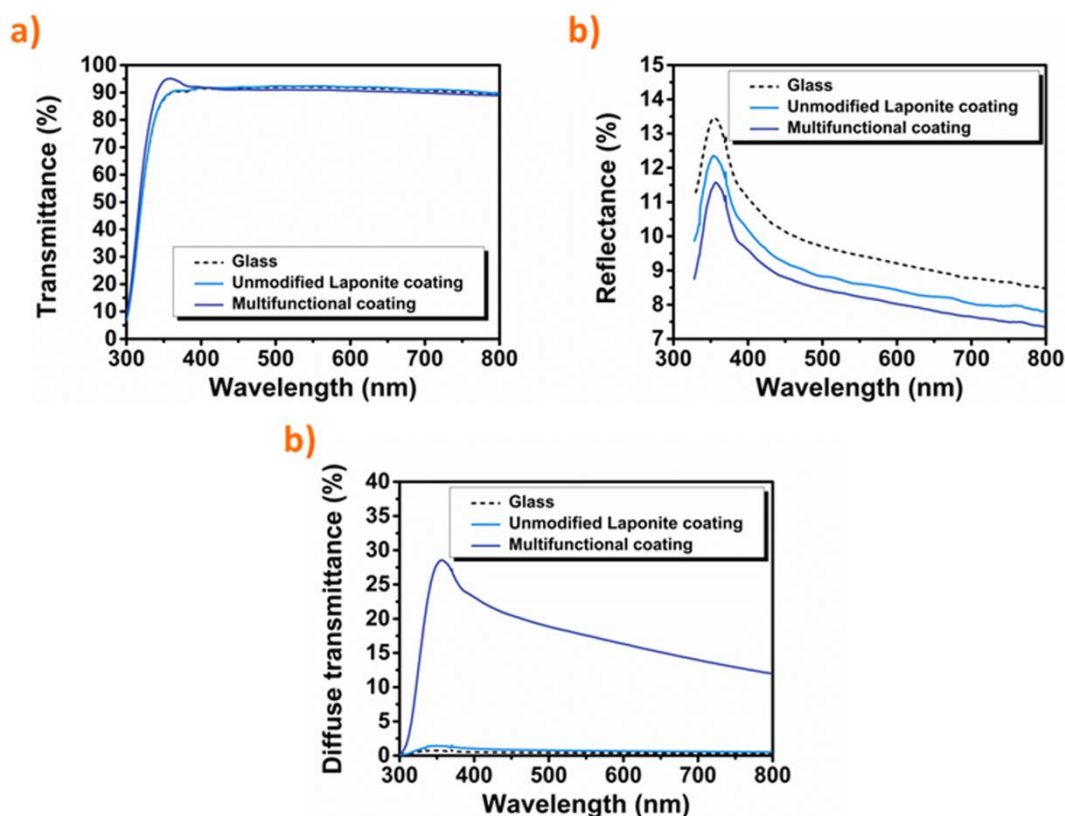 a)
Transmittance (%)
100
90
80
70
60
50
40
30
20
10
0
Glass
Unmodified Laponite coating
Multifunctional coating
300 400 500 600 700 800
Wavelength (nm)
b)
Reflectance (%)
15
14
13
12
11
10
9
8
7
Glass
Unmodified Laponite coating
Multifunctional coating
300 400 500 600 700 800
Wavelength (nm)
b)
Diffuse transmittance (%)
40
35
30
25
20
15
10
5
0
Glass
Unmodified Laponite coating
Multifunctional coating
300 400 500 600 700 800
Wavelength (nm)